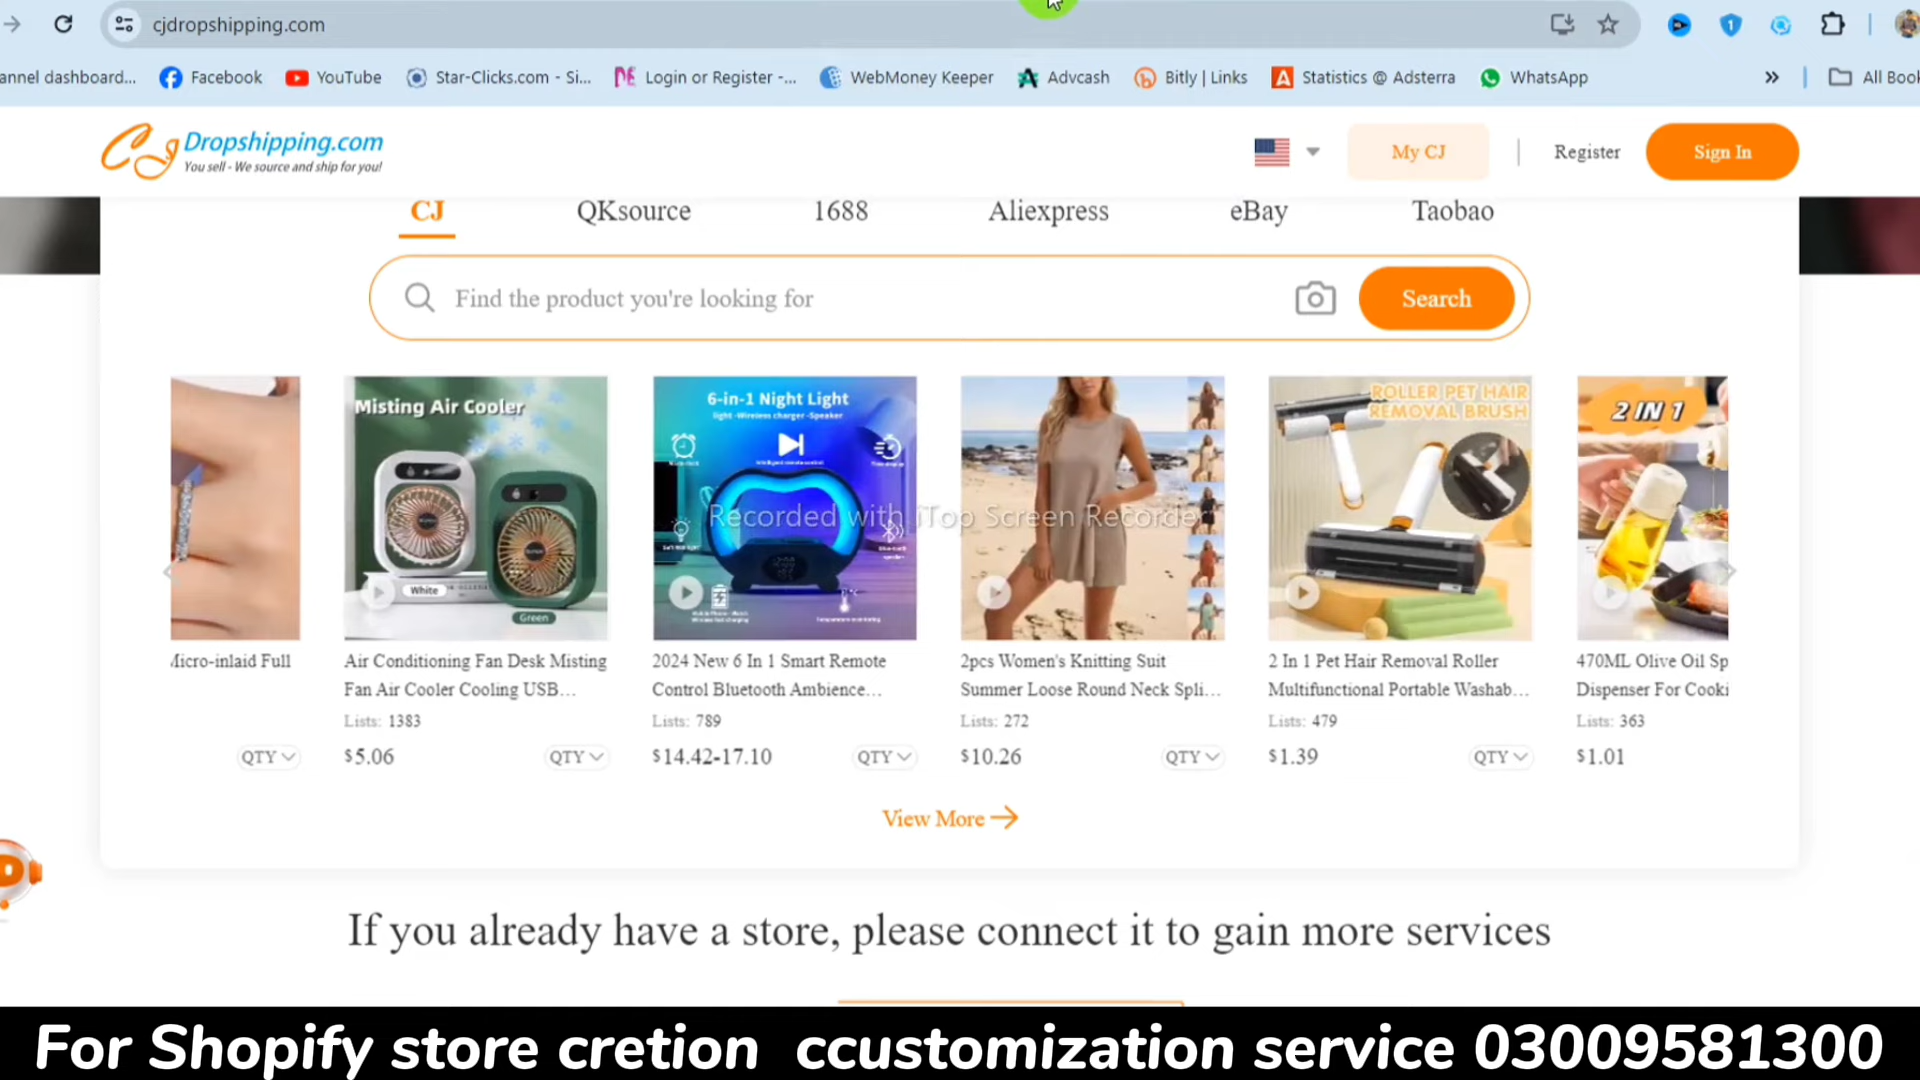 cjdropshipping.com
annel dashboard... Facebook YouTube Star-Clicks.com - Si... Login or Register -... WebMoney Keeper Advcash Bitly | Links Statistics @ Adsterra WhatsApp » All Book
CJ Dropshipping.com
You sell - We source and ship for you!
My CJ
Register
Sign In
CJ QKsource 1688 Aliexpress eBay Taobao
Find the product you're looking for
Search
Misting Air Cooler
White
Green
6-in-1 Night Light
light -Wireless charger -Speaker
ROLLER PET HAIR
REMOVAL BRUSH
2 IN 1
Recorded with iTop Screen Recorder
Micro-inlaid Full
QTY
Air Conditioning Fan Desk Misting
Fan Air Cooler Cooling USB...
Lists: 1383
$5.06 QTY
2024 New 6 In 1 Smart Remote
Control Bluetooth Ambience...
Lists: 789
$14.42-17.10 QTY
2pcs Women's Knitting Suit
Summer Loose Round Neck Spli...
Lists: 272
$10.26 QTY
2 In 1 Pet Hair Removal Roller
Multifunctional Portable Washab...
Lists: 479
$1.39 QTY
470ML Olive Oil Sp
Dispenser For Cooki
Lists: 363
$1.01
View More
If you already have a store, please connect it to gain more services
For Shopify store cretion ccustomization service 03009581300